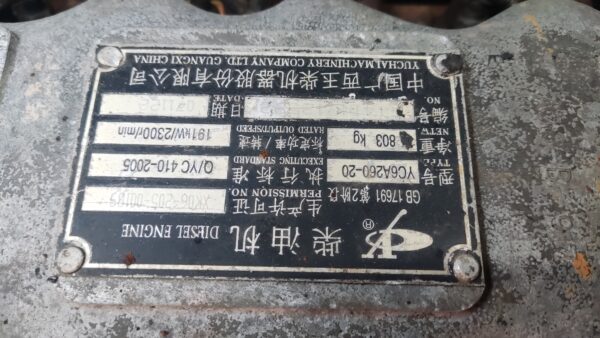 ®
柴油机 DIESEL ENGINE
GB 17691 第2阶段
生产许可证
PERMISSION NO.
型号 YC6A260-20 执行标准 Q/YC 410-2005
TYPE EXECUTING STANDARD
净重 803 kg 标定功率/转速 191kw/2300r/min
NETW. RATED OUTPUT/SPEED
编号 日期
NO. DATE
中国广西玉柴机器股份有限公司
YUCHAI MACHINERY COMPANY LTD. GUANGXI CHINA